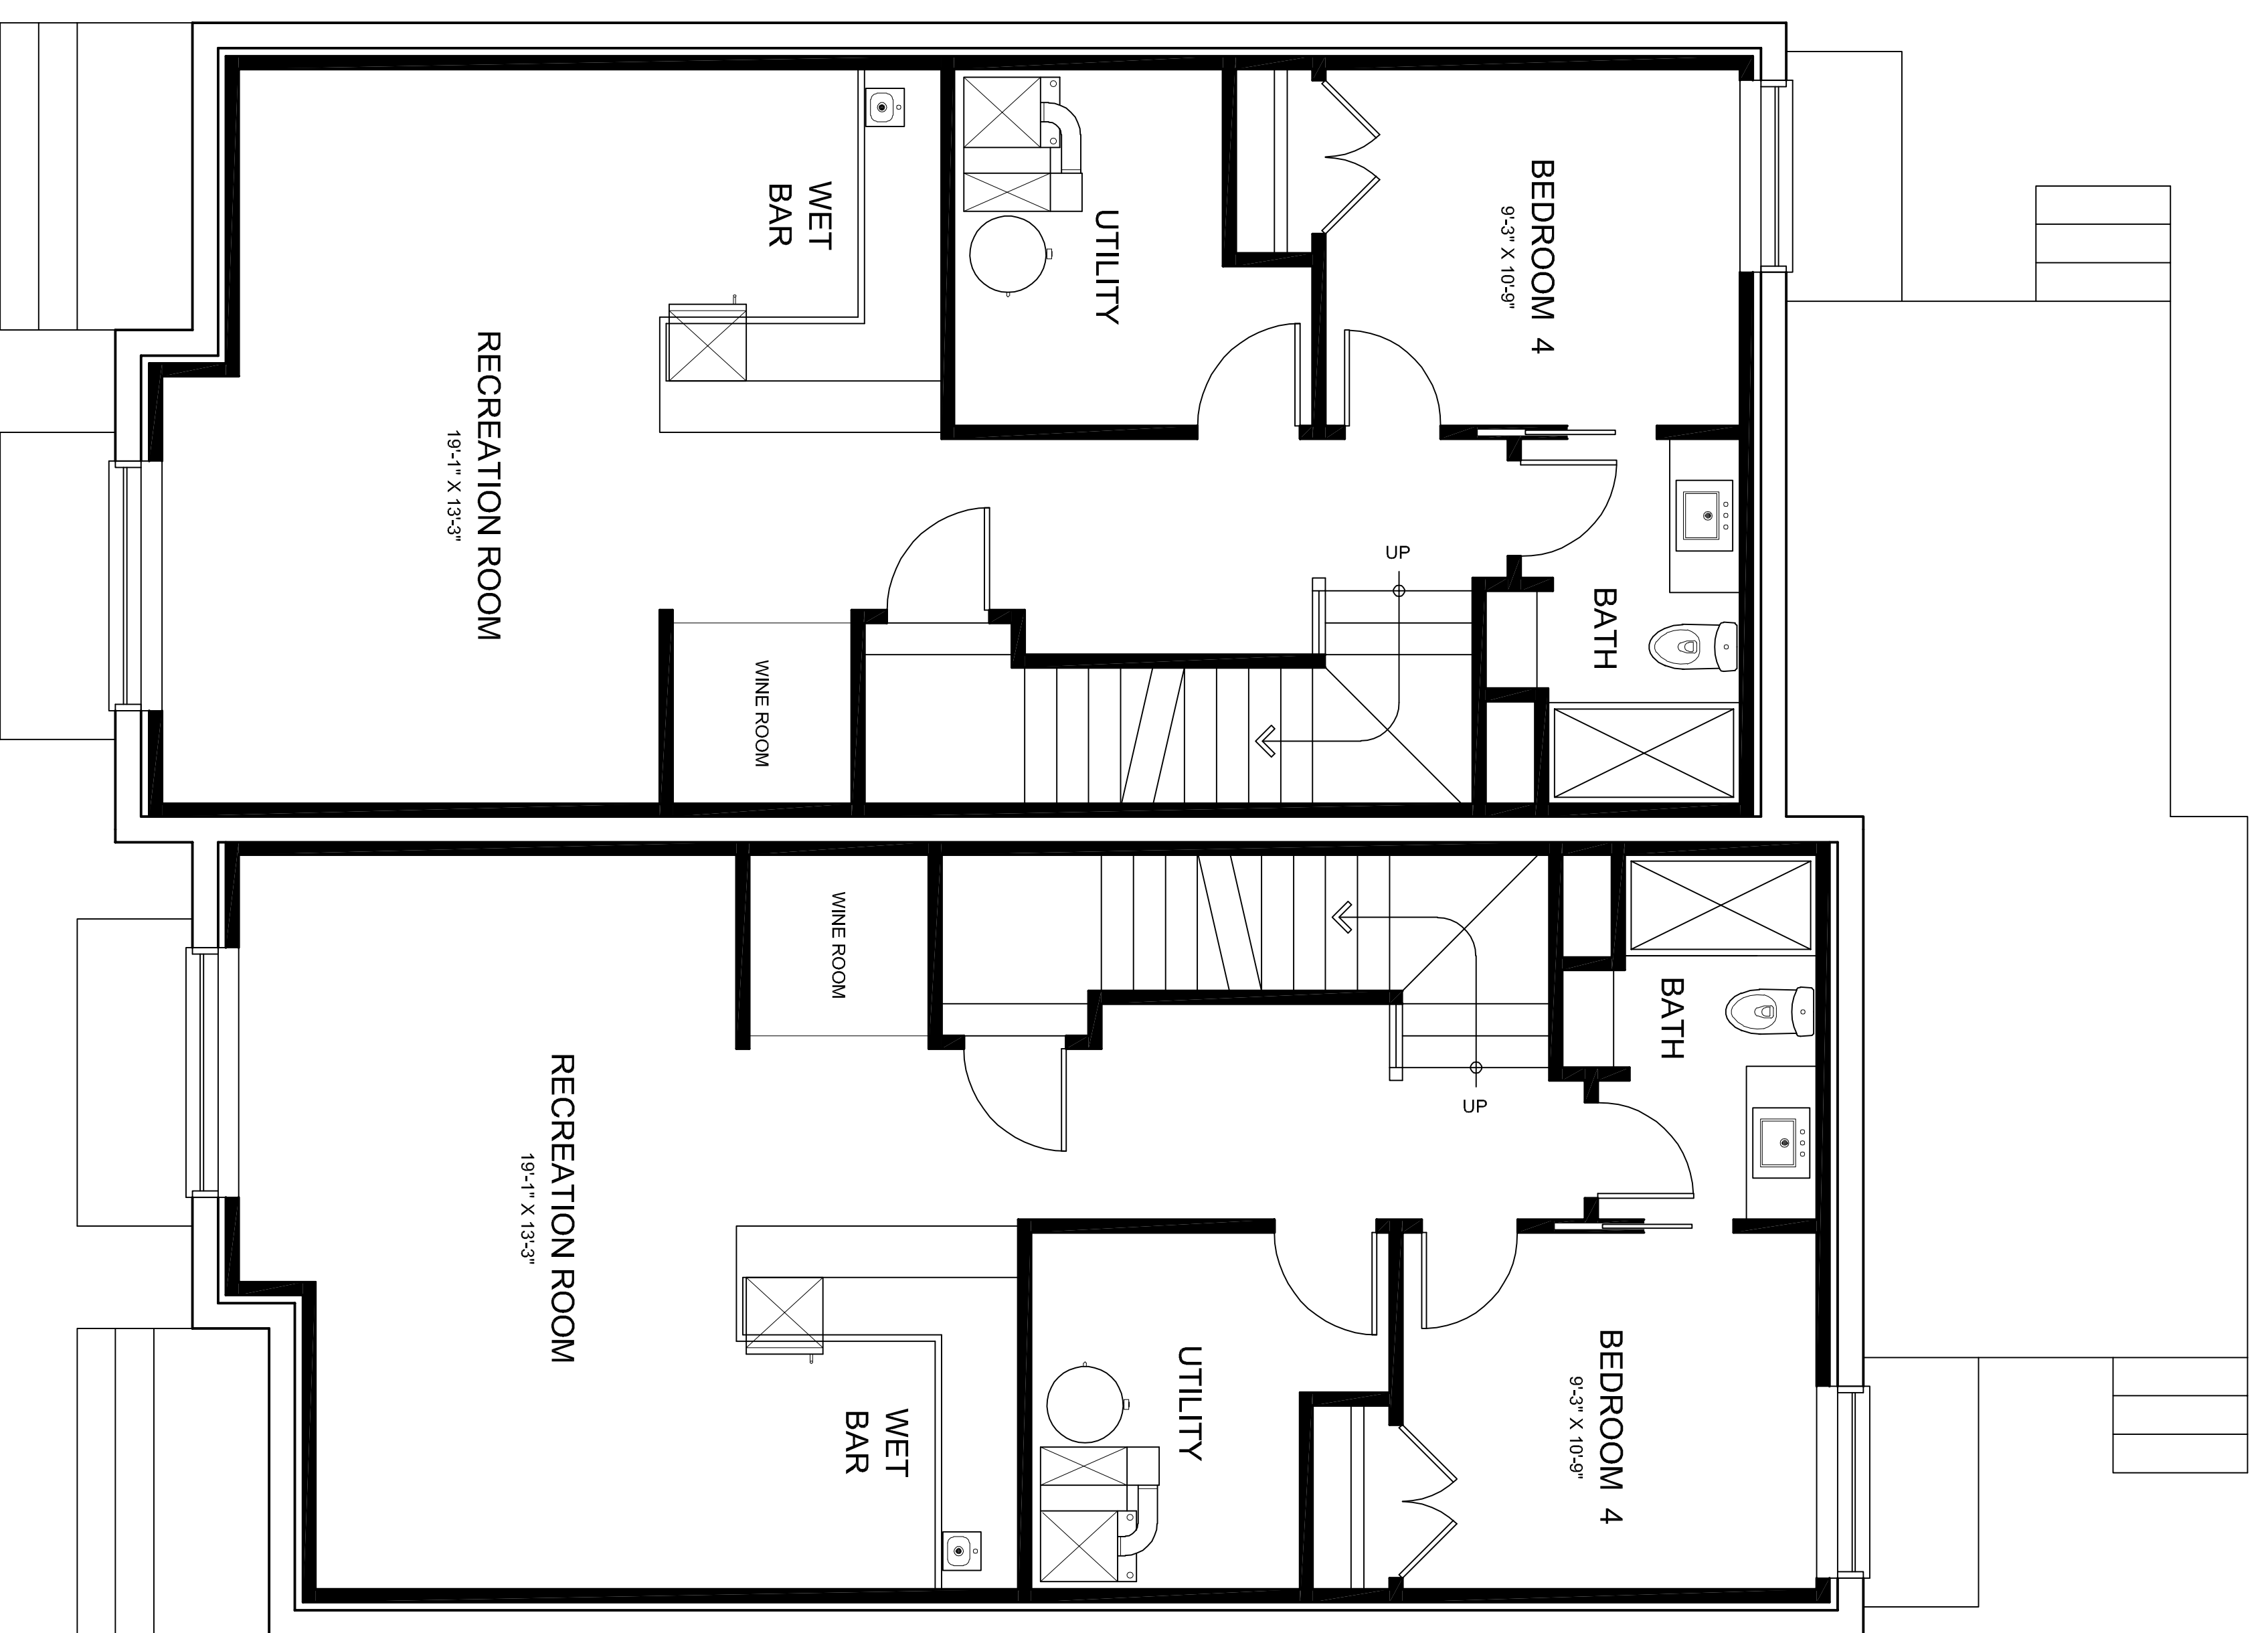 BEDROOM 4
9'-3" X 10'-9"
UTILITY
WET
BAR
RECREATION ROOM
19'-1" X 13'-3"
UP
BATH
WINE ROOM
WINE ROOM
BATH
UP
RECREATION ROOM
19'-1" X 13'-3"
UTILITY
WET
BAR
BEDROOM 4
9'-3" X 10'-9"